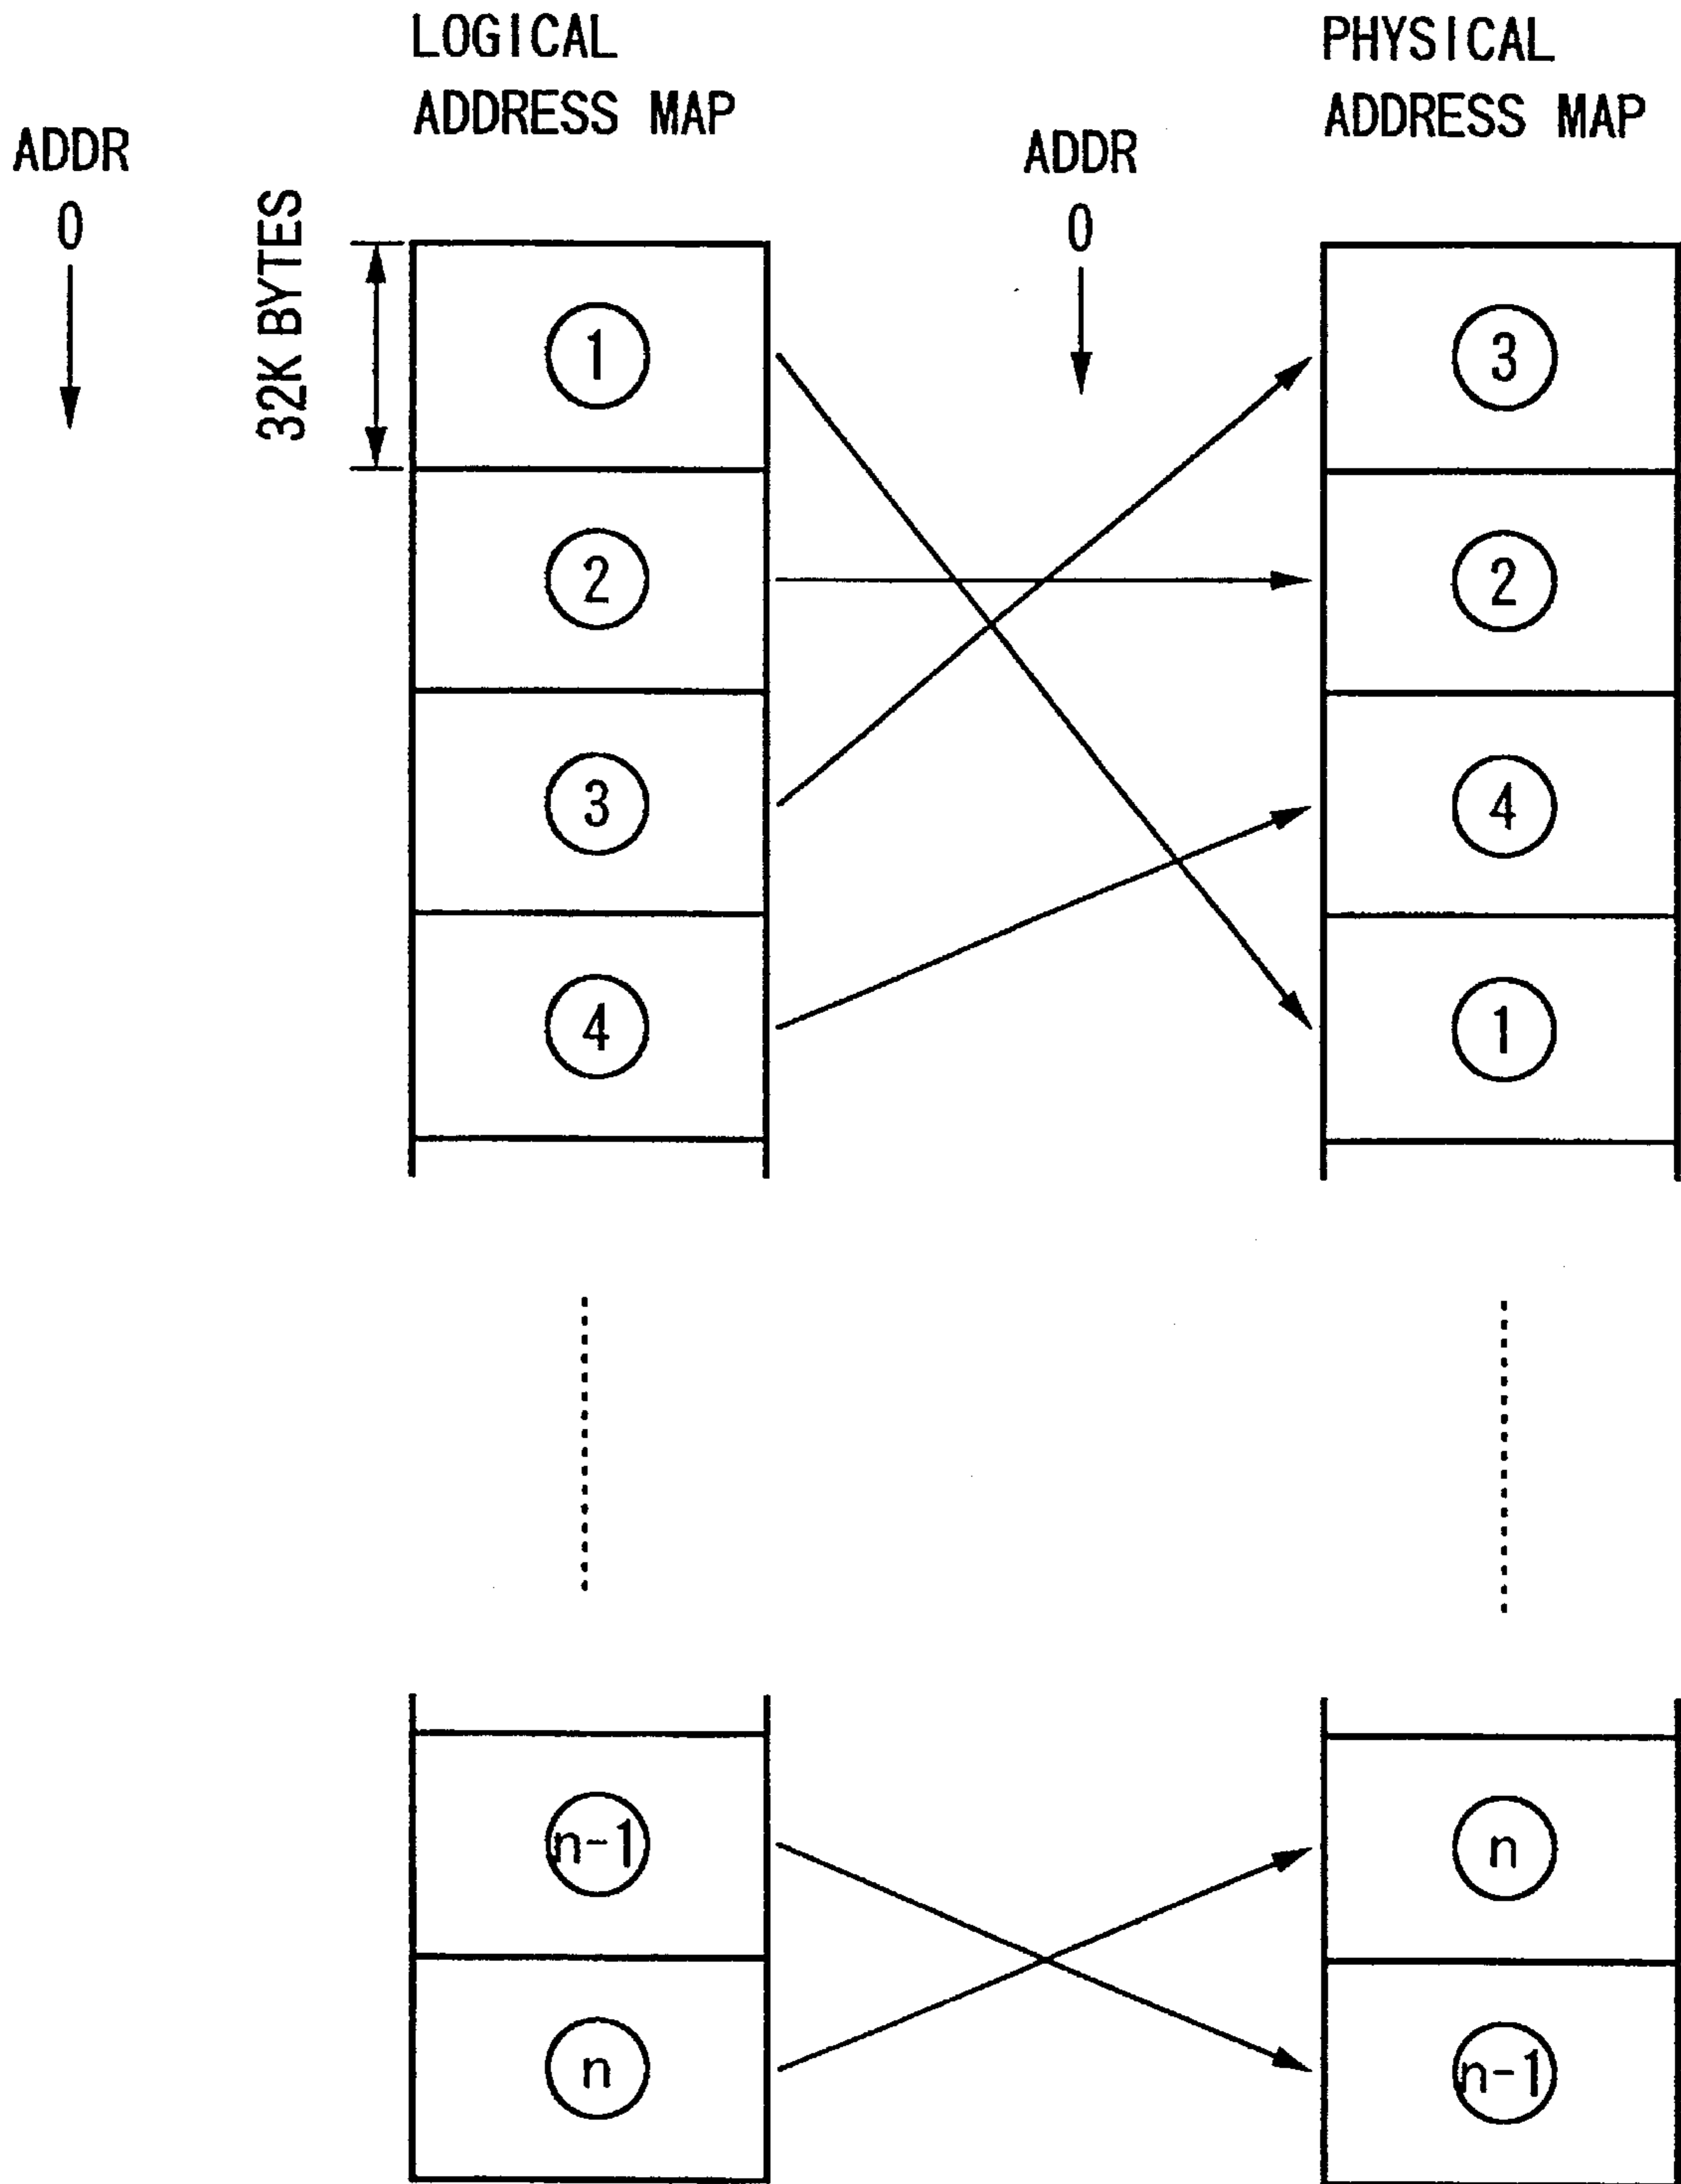 LOGICAL
ADDRESS MAP
PHYSICAL
ADDRESS MAP
ADDR
0
ADDR
0
32K BYTES
1
3
2
2
3
4
4
1
n-1
n
n
n-1